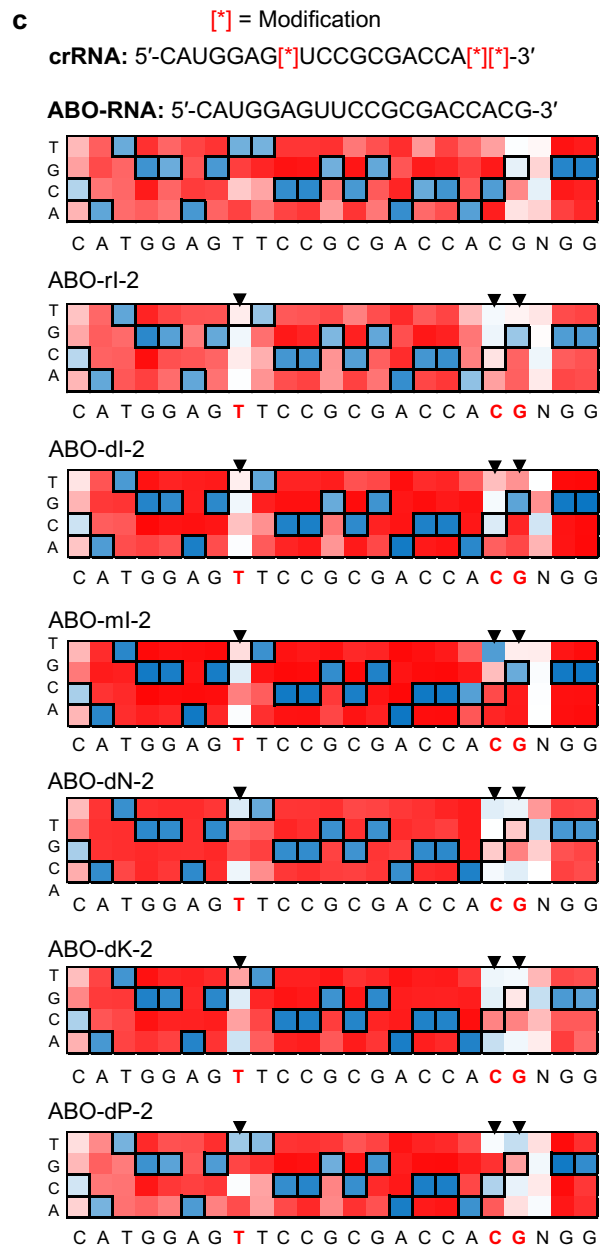 c
[*] = Modification
crRNA: 5′-CAUGGAG[*]UUCCGCGACCA[*][*]-3′
ABO-RNA: 5′-CAUGGAGUUCCGCGACCACG-3′
T
G
C
A
C A T G G A G T T C C G C G A C C A C G N G G
ABO-rI-2
T
G
C
A
C A T G G A G T T C C G C G A C C A C G N G G
ABO-dI-2
T
G
C
A
C A T G G A G T T C C G C G A C C A C G N G G
ABO-mI-2
T
G
C
A
C A T G G A G T T C C G C G A C C A C G N G G
ABO-dN-2
T
G
C
A
C A T G G A G T T C C G C G A C C A C G N G G
ABO-dK-2
T
G
C
A
C A T G G A G T T C C G C G A C C A C G N G G
ABO-dP-2
T
G
C
A
C A T G G A G T T C C G C G A C C A C G N G G